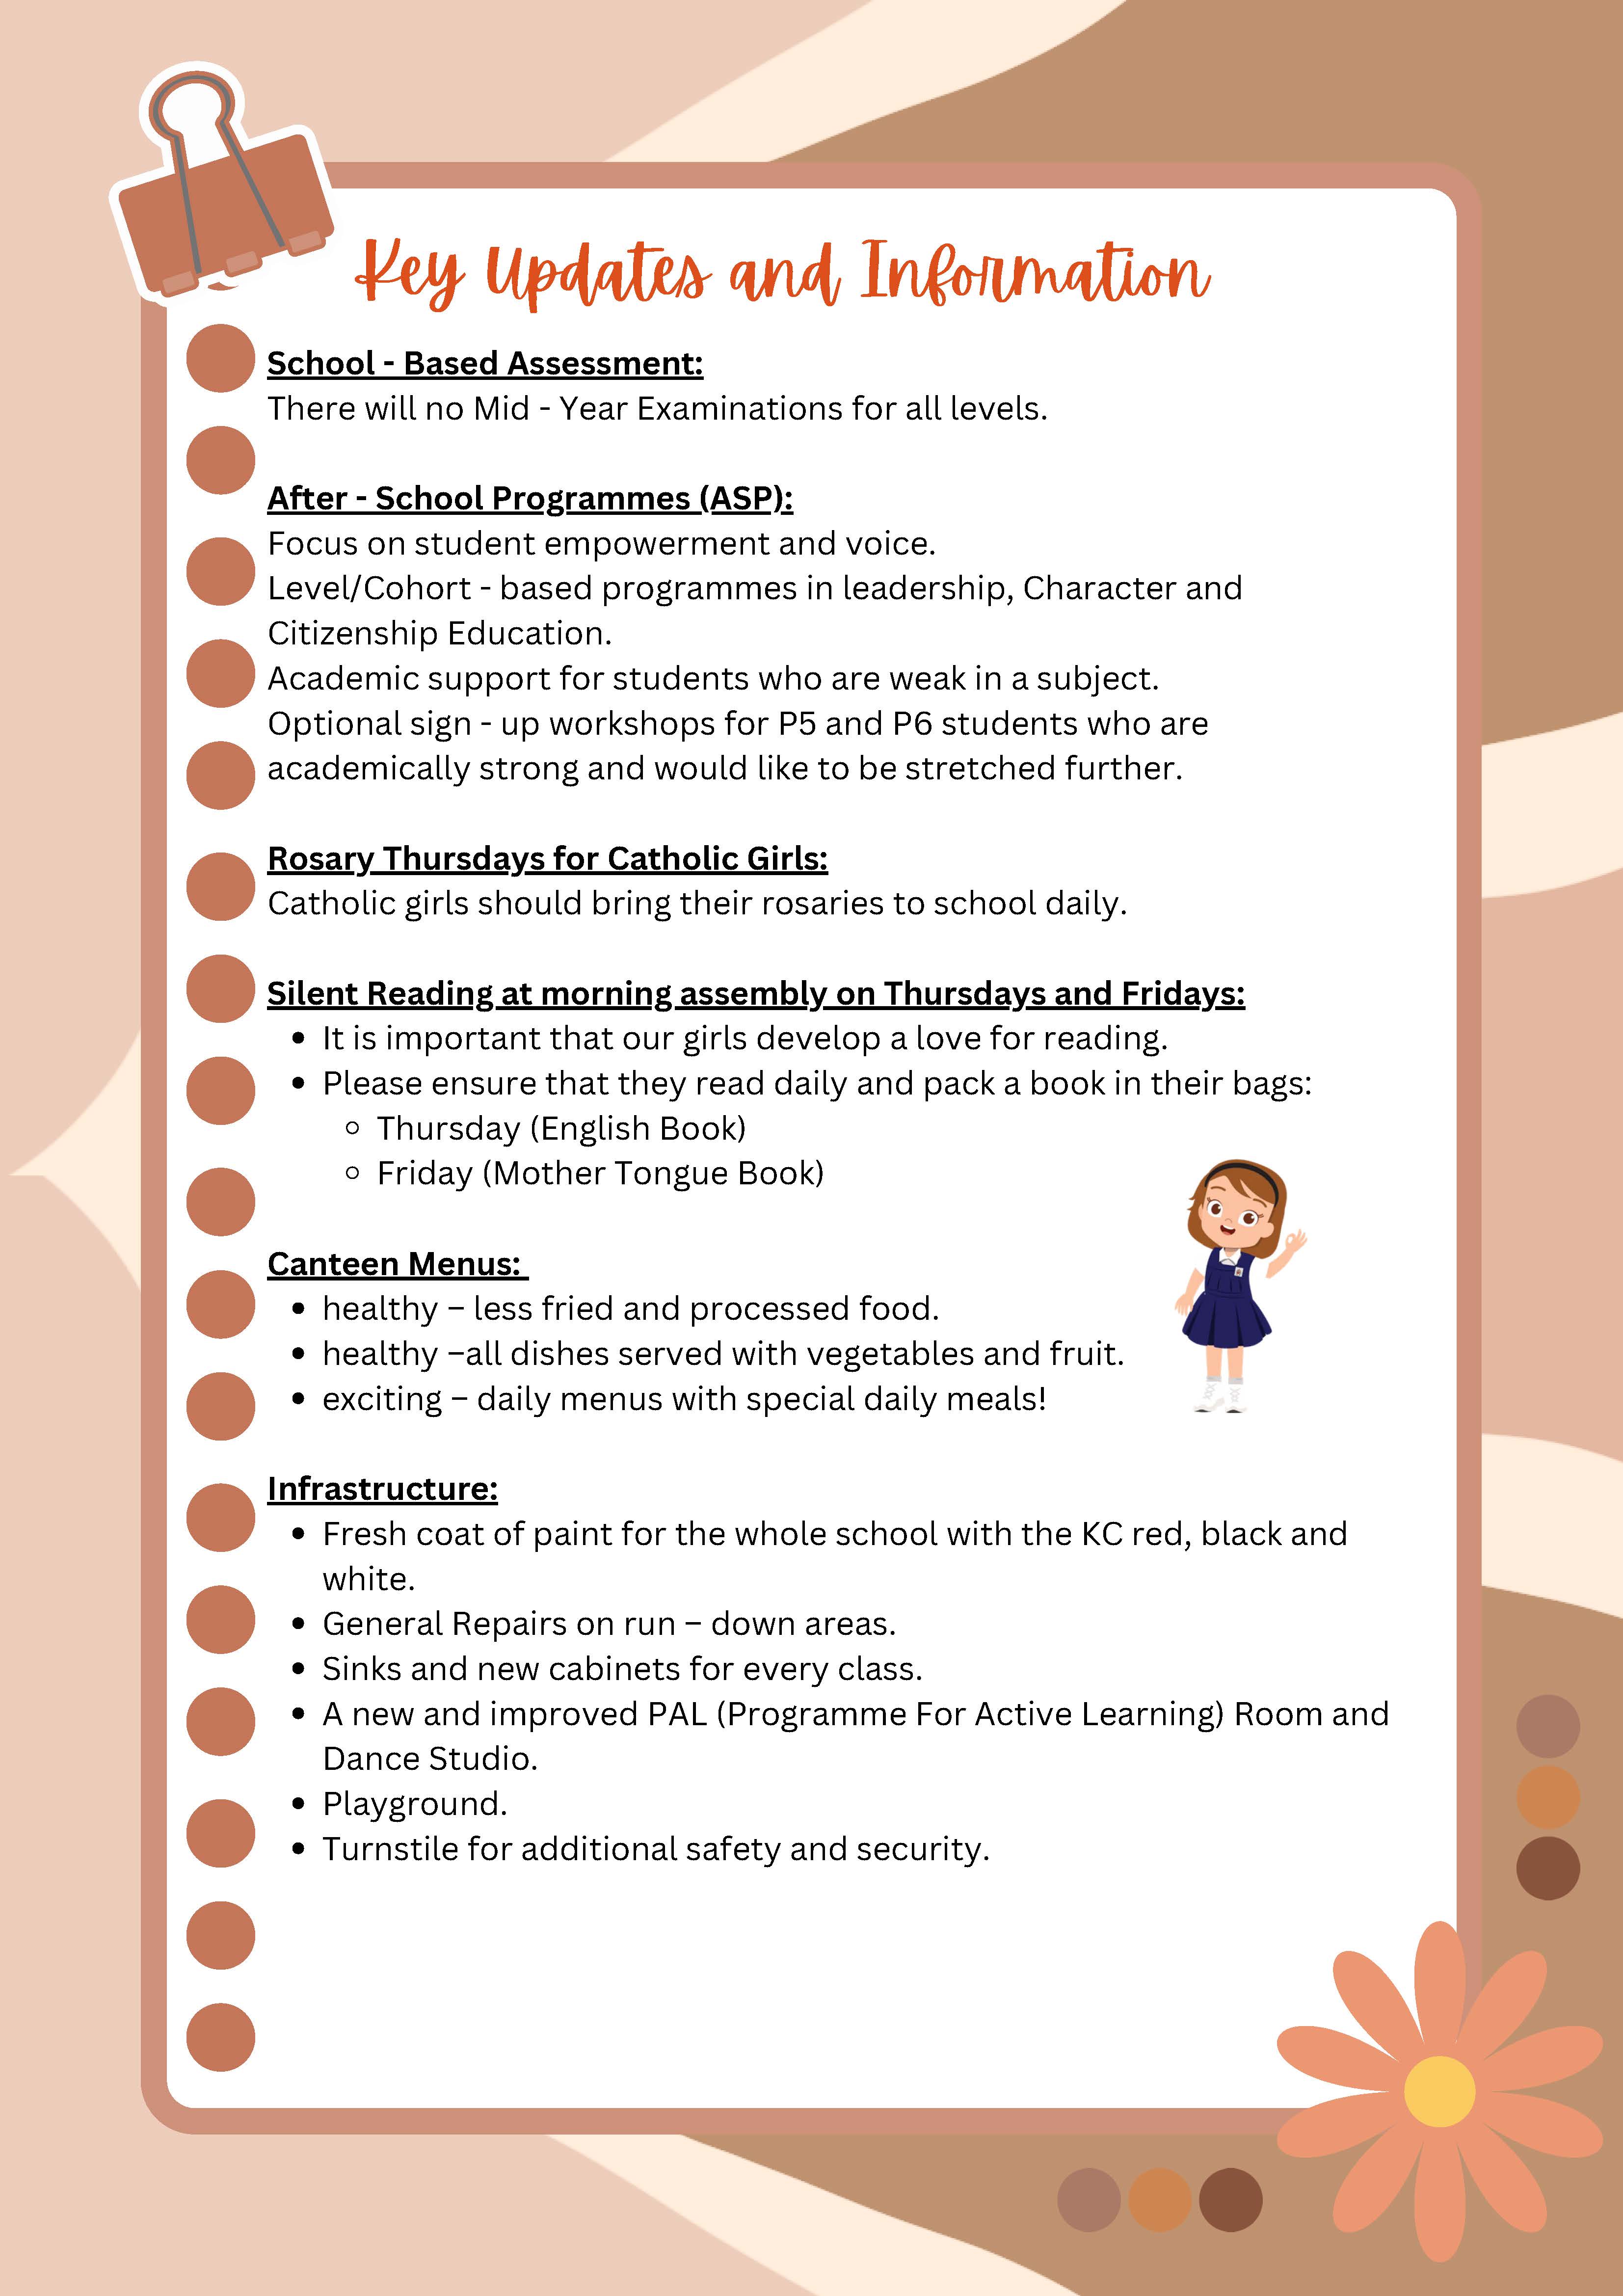 Key Updates and Information
School - Based Assessment:
There will no Mid - Year Examinations for all levels.
After - School Programmes (ASP):
Focus on student empowerment and voice.
Level/Cohort - based programmes in leadership, Character and
Citizenship Education.
Academic support for students who are weak in a subject.
Optional sign - up workshops for P5 and P6 students who are
academically strong and would like to be stretched further.
Rosary Thursdays for Catholic Girls:
Catholic girls should bring their rosaries to school daily.
Silent Reading at morning assembly on Thursdays and Fridays:
• It is important that our girls develop a love for reading.
• Please ensure that they read daily and pack a book in their bags:
◦ Thursday (English Book)
◦ Friday (Mother Tongue Book)
Canteen Menus:
• healthy – less fried and processed food.
• healthy –all dishes served with vegetables and fruit.
• exciting – daily menus with special daily meals!
Infrastructure:
• Fresh coat of paint for the whole school with the KC red, black and
white.
• General Repairs on run – down areas.
• Sinks and new cabinets for every class.
• A new and improved PAL (Programme For Active Learning) Room and
Dance Studio.
• Playground.
• Turnstile for additional safety and security.